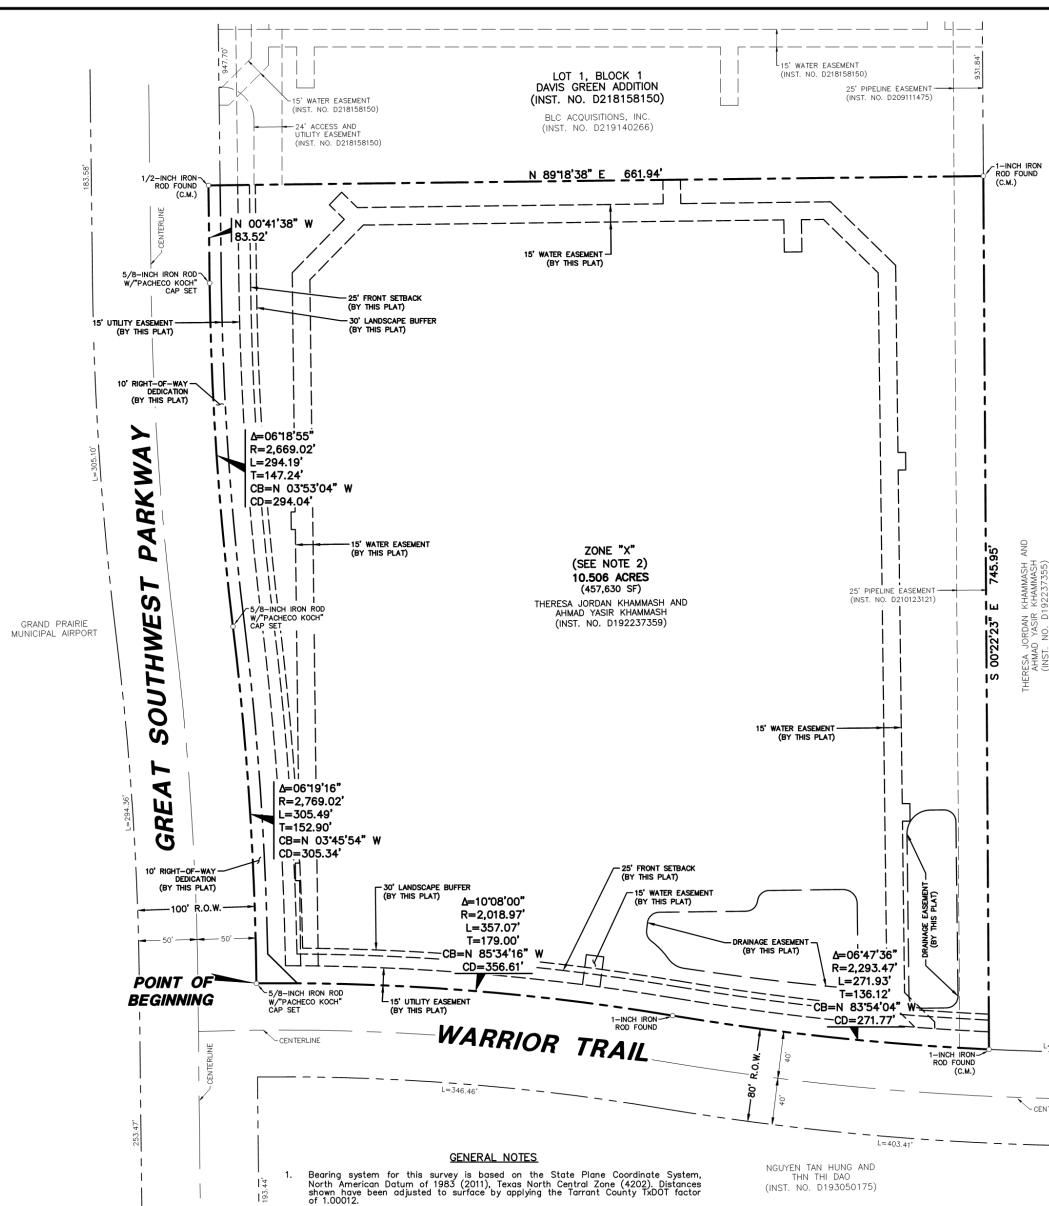 947.70'
15' WATER EASEMENT
(INST. NO. D218158150)
24' ACCESS AND
UTILITY EASEMENT
(INST. NO. D218158150)
LOT 1, BLOCK 1
DAVIS GREEN ADDITION
(INST. NO. D218158150)
BLC ACQUISITIONS, INC.
(INST. NO. D219140266)
15' WATER EASEMENT
(INST. NO. D218158150)
25' PIPELINE EASEMENT
(INST. NO. D209111475)
931.84'
183.58'
1/2-INCH IRON
ROD FOUND
(C.M.)
N 89°18'38" E 661.94'
1-INCH IRON
ROD FOUND
(C.M.)
CENTERLINE
N 00°41'38" W
83.52'
15' WATER EASEMENT
(BY THIS PLAT)
5/8-INCH IRON ROD
W/"PACHECO KOCH"
CAP SET
25' FRONT SETBACK
(BY THIS PLAT)
15' UTILITY EASEMENT
(BY THIS PLAT)
30' LANDSCAPE BUFFER
(BY THIS PLAT)
10' RIGHT-OF-WAY
DEDICATION
(BY THIS PLAT)
L=305.10'
Δ=06°18'55"
R=2,669.02'
L=294.19'
T=147.24'
CB=N 03°53'04" W
CD=294.04'
GREAT SOUTHWEST PARKWAY
15' WATER EASEMENT
(BY THIS PLAT)
ZONE "X"
(SEE NOTE 2)
10.506 ACRES
(457,630 SF)
THERESA JORDAN KHAMMASH AND
AHMAD YASIR KHAMMASH
(INST. NO. D192237359)
25' PIPELINE EASEMENT
(INST. NO. D210123121)
S 00°22'23" E 745.95'
THERESA JORDAN KHAMMASH AND
AHMAD YASIR KHAMMASH
(INST. NO. D192237355)
GRAND PRAIRIE
MUNICIPAL AIRPORT
5/8-INCH IRON ROD
W/"PACHECO KOCH"
CAP SET
15' WATER EASEMENT
(BY THIS PLAT)
L=294.36'
Δ=06°19'16"
R=2,769.02'
L=305.49'
T=152.90'
CB=N 03°45'54" W
CD=305.34'
10' RIGHT-OF-WAY
DEDICATION
(BY THIS PLAT)
100' R.O.W.
50'
50'
30' LANDSCAPE BUFFER
(BY THIS PLAT)
Δ=10°08'00"
R=2,018.97'
L=357.07'
T=179.00'
CB=N 85°34'16" W
CD=356.61'
25' FRONT SETBACK
(BY THIS PLAT)
15' WATER EASEMENT
(BY THIS PLAT)
DRAINAGE EASEMENT
(BY THIS PLAT)
DRAINAGE EASEMENT
(BY THIS PLAT)
Δ=06°47'36"
R=2,293.47'
L=271.93'
T=136.12'
CB=N 83°54'04" W
CD=271.77'
POINT OF
BEGINNING
5/8-INCH IRON ROD
W/"PACHECO KOCH"
CAP SET
15' UTILITY EASEMENT
(BY THIS PLAT)
1-INCH IRON
ROD FOUND
CENTERLINE
WARRIOR TRAIL
1-INCH IRON
ROD FOUND
(C.M.)
L=
CENTERLINE
80' R.O.W.
40'
40'
CENT
L=346.46'
L=403.41'
253.47'
193.44'
GENERAL NOTES
1. Bearing system for this survey is based on the State Plane Coordinate System,
North American Datum of 1983 (2011), Texas North Central Zone (4202). Distances
shown have been adjusted to surface by applying the Tarrant County TxDOT factor
of 1.00012.
NGUYEN TAN HUNG AND
THN THI DAO
(INST. NO. D193050175)